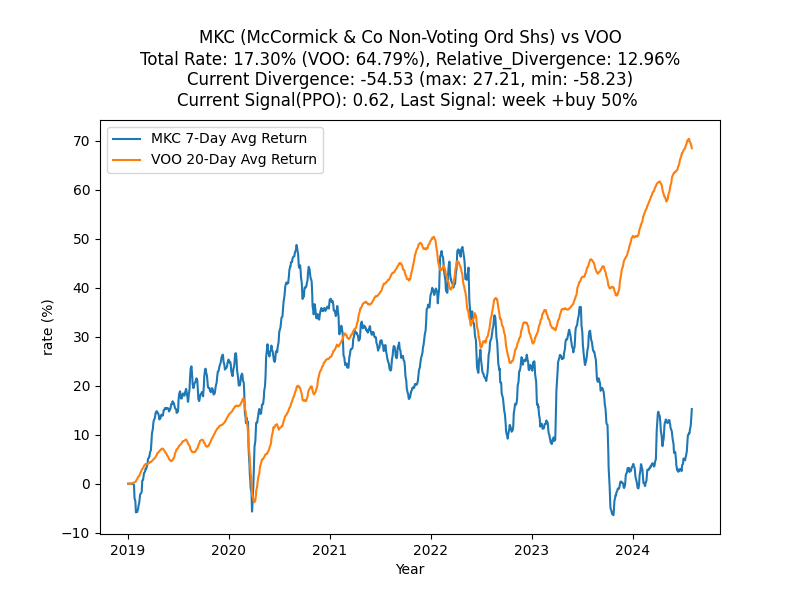 MKC (McCormick & Co Non-Voting Ord Shs) vs VOO
Total Rate: 17.30% (VOO: 64.79%), Relative_Divergence: 12.96%
Current Divergence: -54.53 (max: 27.21, min: -58.23)
Current Signal(PPO): 0.62, Last Signal: week +buy 50%
MKC 7-Day Avg Return
VOO 20-Day Avg Return
70
60
50
40
30
20
10
0
−10
rate (%)
2019 2020 2021 2022 2023 2024
Year